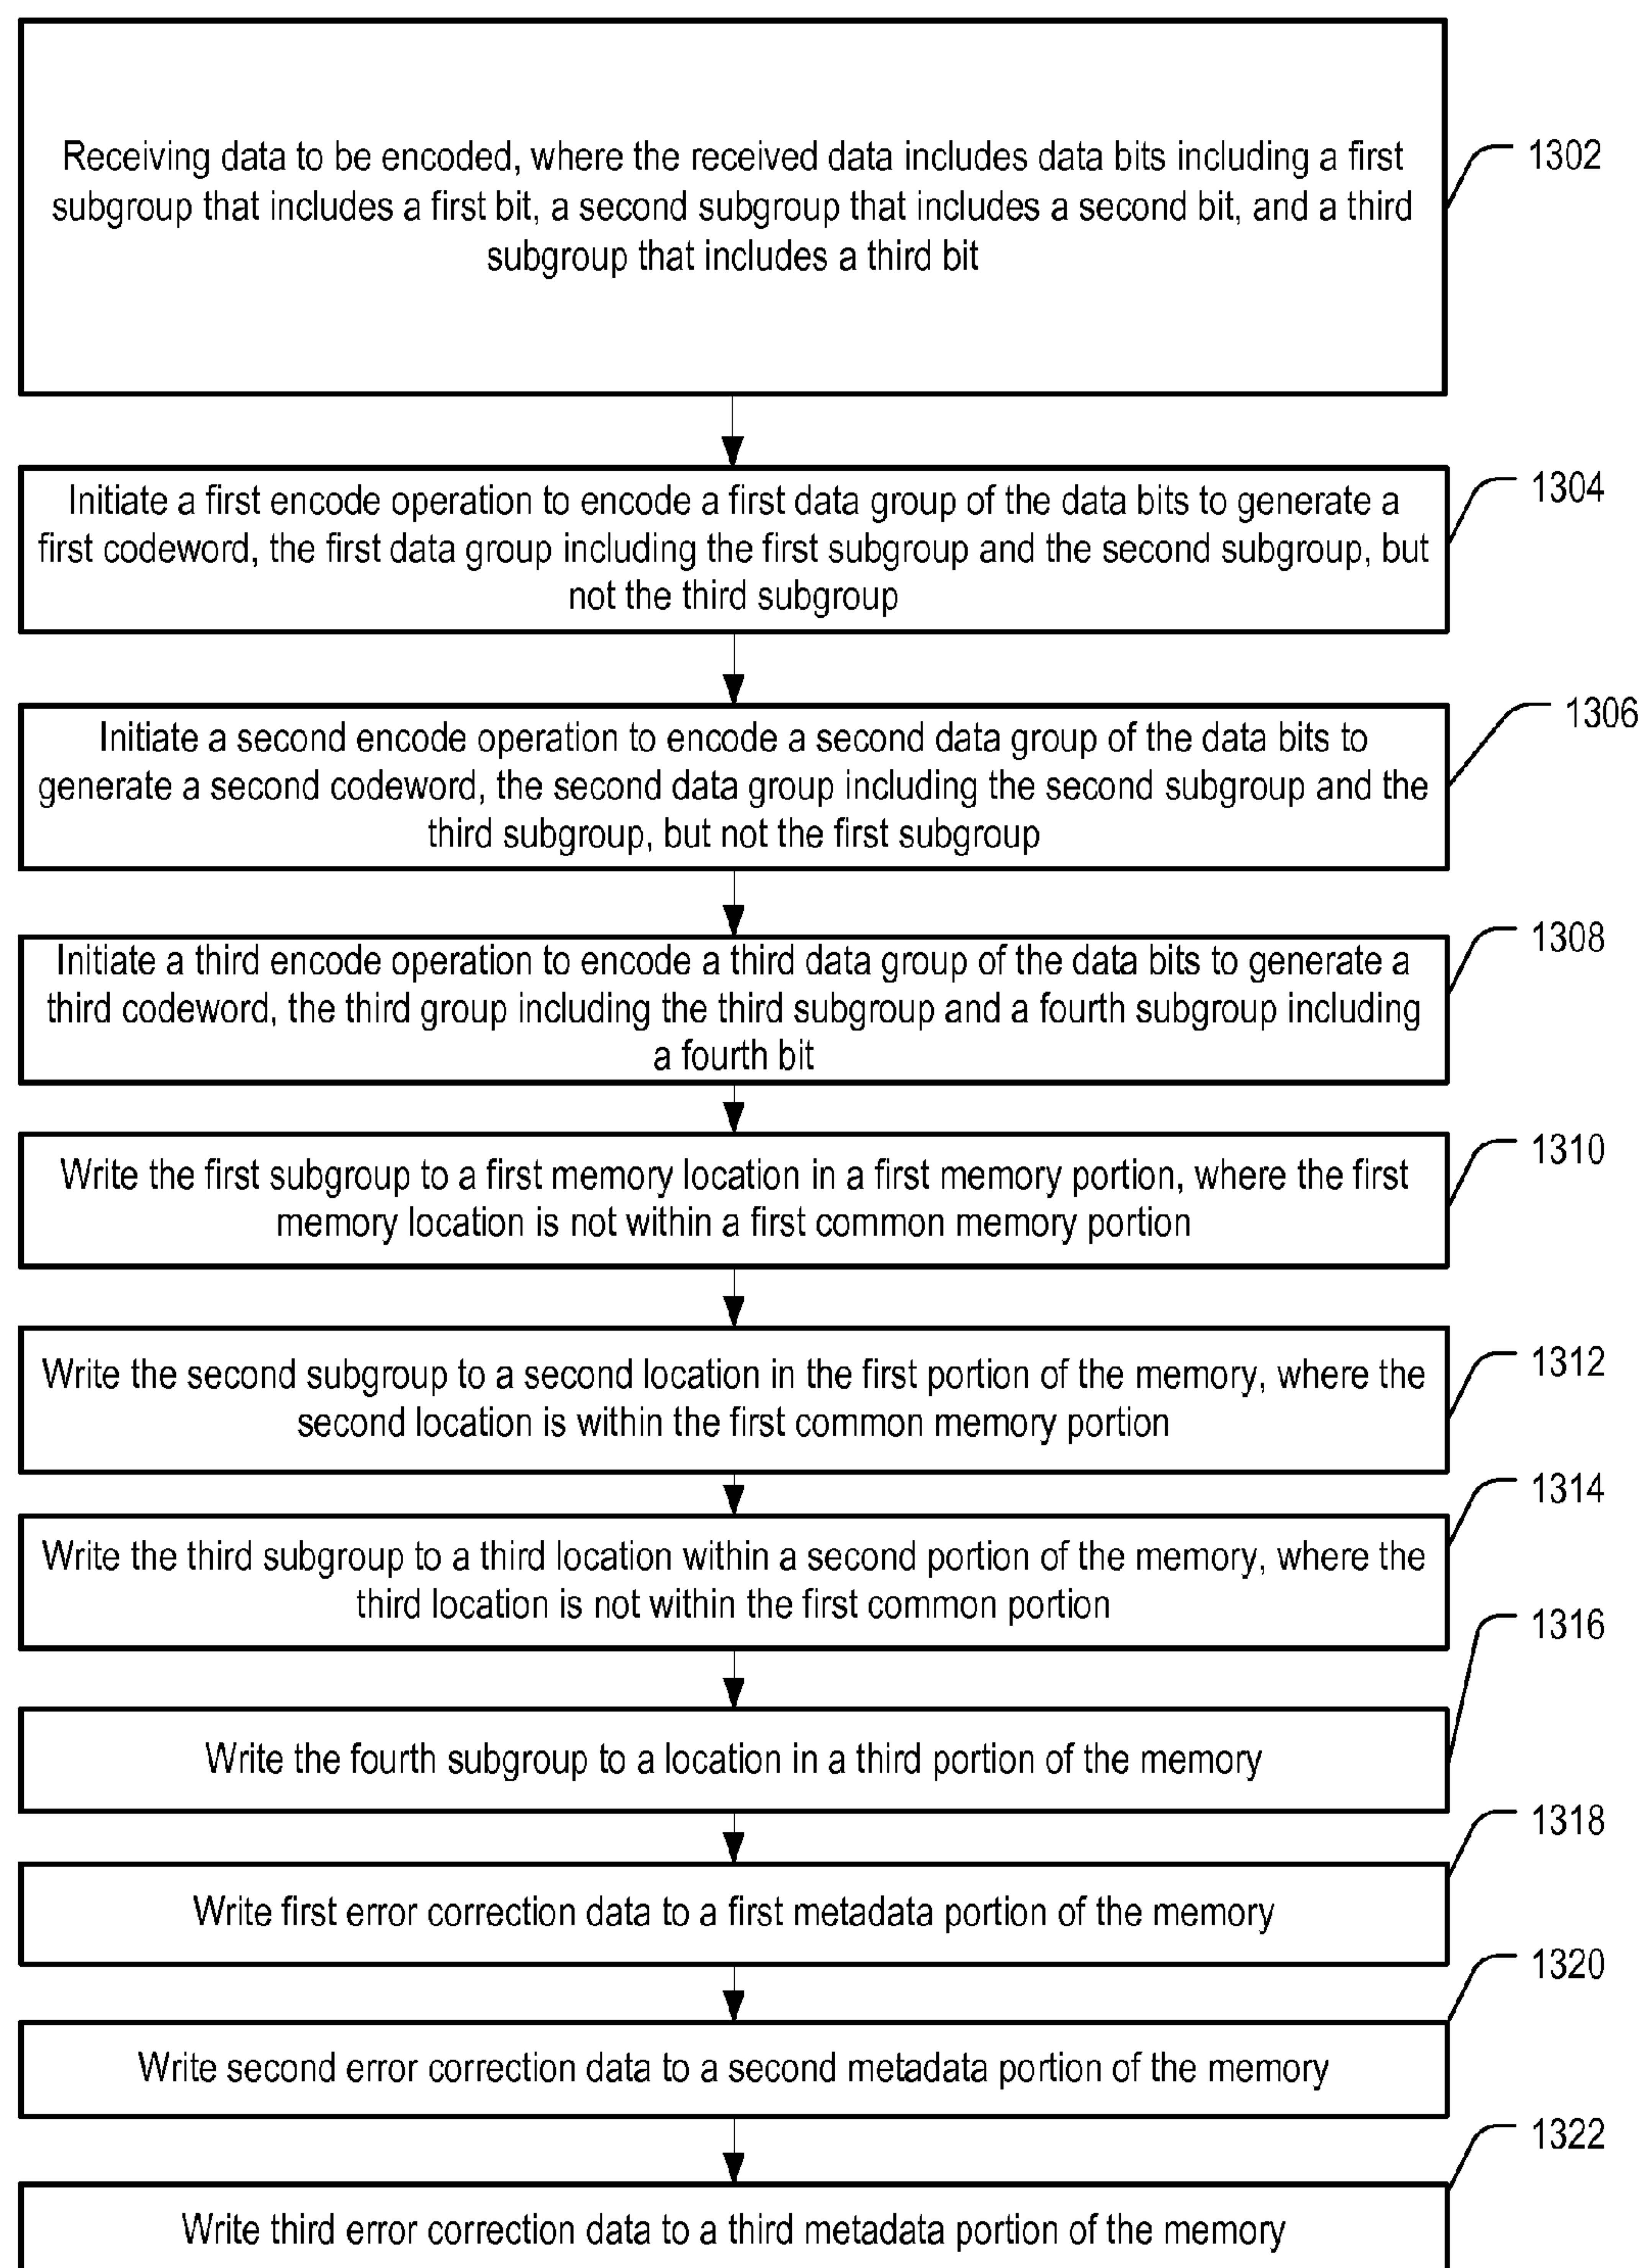 Receiving data to be encoded, where the received data includes data bits including a first
subgroup that includes a first bit, a second subgroup that includes a second bit, and a third
subgroup that includes a third bit
1302
Initiate a first encode operation to encode a first data group of the data bits to generate a
first codeword, the first data group including the first subgroup and the second subgroup, but
not the third subgroup
1304
Initiate a second encode operation to encode a second data group of the data bits to
generate a second codeword, the second data group including the second subgroup and the
third subgroup, but not the first subgroup
1306
Initiate a third encode operation to encode a third data group of the data bits to generate a
third codeword, the third group including the third subgroup and a fourth subgroup including
a fourth bit
1308
Write the first subgroup to a first memory location in a first memory portion, where the first
memory location is not within a first common memory portion
1310
Write the second subgroup to a second location in the first portion of the memory, where the
second location is within the first common memory portion
1312
Write the third subgroup to a third location within a second portion of the memory, where the
third location is not within the first common portion
1314
Write the fourth subgroup to a location in a third portion of the memory
1316
Write first error correction data to a first metadata portion of the memory
1318
Write second error correction data to a second metadata portion of the memory
1320
Write third error correction data to a third metadata portion of the memory
1322